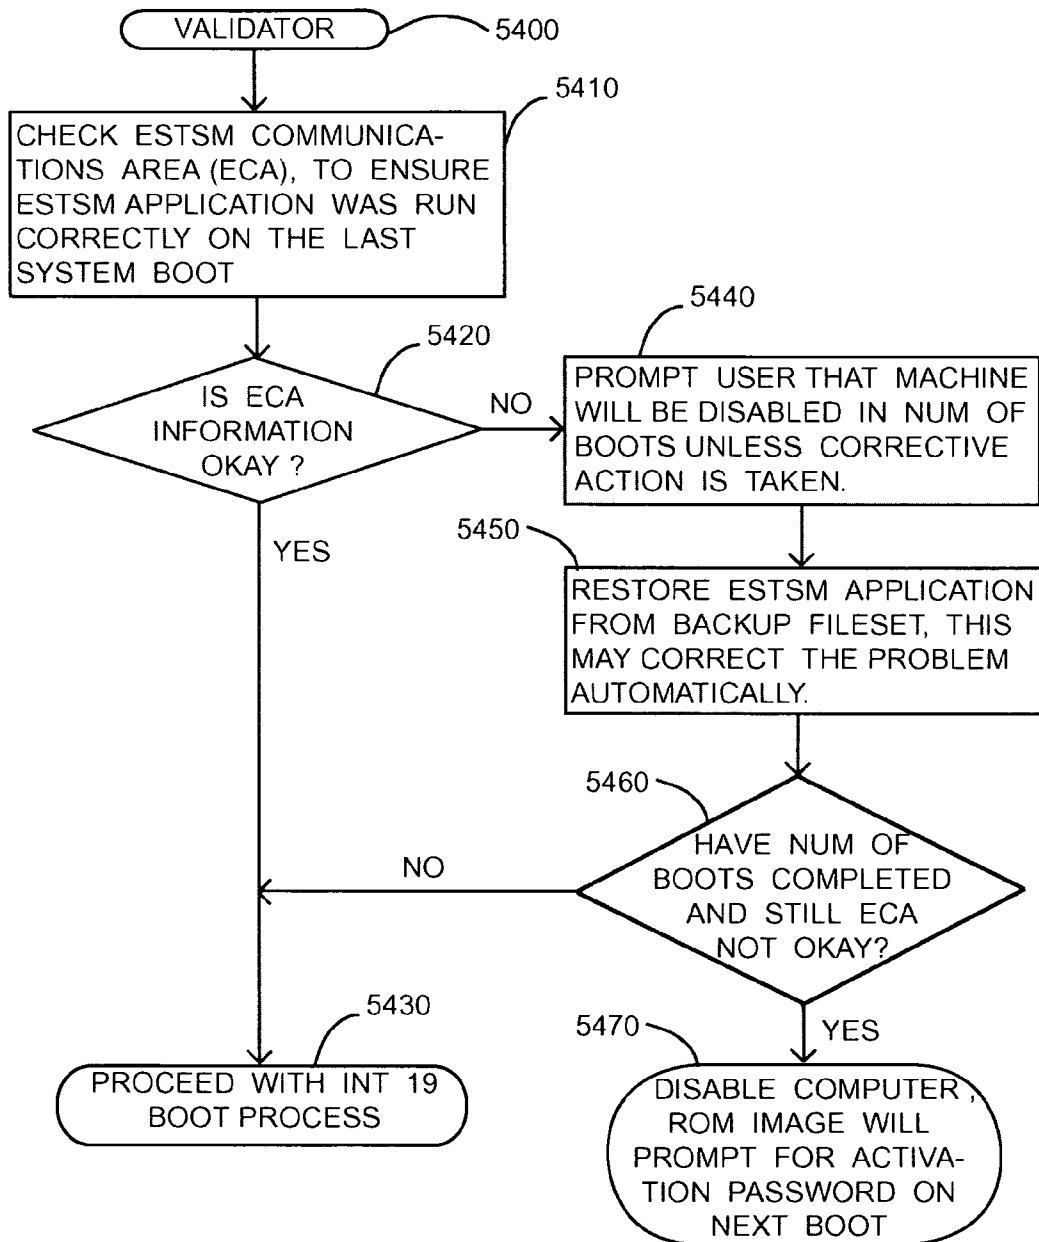 VALIDATOR
5400
5410
CHECK ESTSM COMMUNICA-
TIONS AREA (ECA), TO ENSURE
ESTSM APPLICATION WAS RUN
CORRECTLY ON THE LAST
SYSTEM BOOT
5420
IS ECA
INFORMATION
OKAY ?
NO
YES
5440
PROMPT USER THAT MACHINE
WILL BE DISABLED IN NUM OF
BOOTS UNLESS CORRECTIVE
ACTION IS TAKEN.
5450
RESTORE ESTSM APPLICATION
FROM BACKUP FILESET, THIS
MAY CORRECT THE PROBLEM
AUTOMATICALLY.
5460
HAVE NUM OF
BOOTS COMPLETED
AND STILL ECA
NOT OKAY?
NO
YES
5430
PROCEED WITH INT 19
BOOT PROCESS
5470
DISABLE COMPUTER,
ROM IMAGE WILL
PROMPT FOR ACTIVA-
TION PASSWORD ON
NEXT BOOT